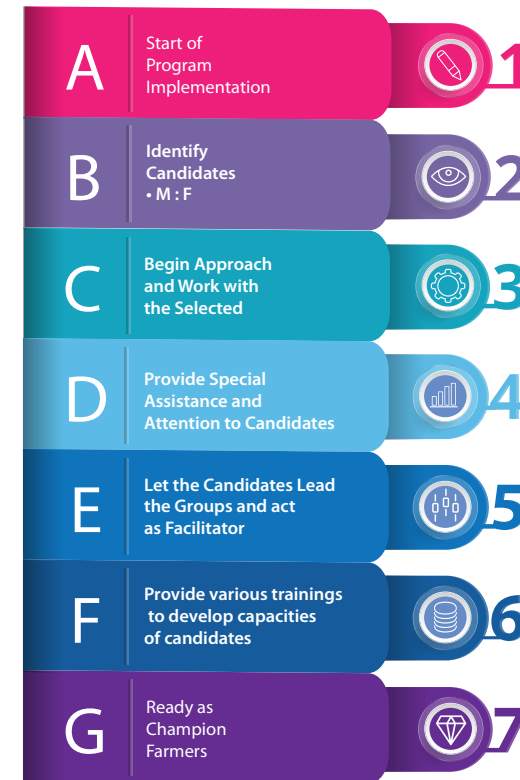 A
Start of
Program
Implementation
1
B
Identify
Candidates
• M : F
2
C
Begin Approach
and Work with
the Selected
3
D
Provide Special
Assistance and
Attention to Candidates
4
E
Let the Candidates Lead
the Groups and act
as Facilitator
5
F
Provide various trainings
to develop capacities
of candidates
6
G
Ready as
Champion
Farmers
7